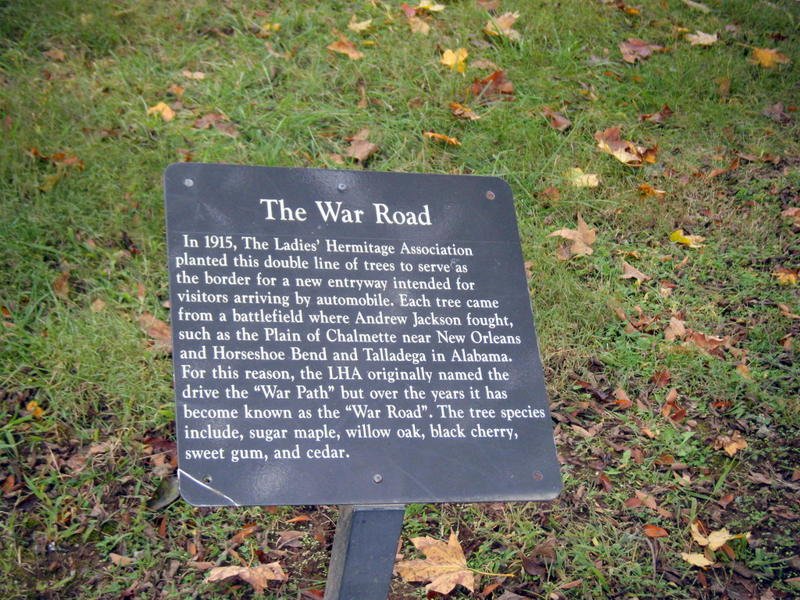 The War Road
In 1915, The Ladies' Hermitage Association
planted this double line of trees to serve as
the border for a new entryway intended for
visitors arriving by automobile. Each tree came
from a battlefield where Andrew Jackson fought,
such as the Plain of Chalmette near New Orleans
and Horseshoe Bend and Talladega in Alabama.
For this reason, the LHA originally named the
drive the “War Path” but over the years it has
become known as the “War Road”. The tree species
include, sugar maple, willow oak, black cherry,
sweet gum, and cedar.